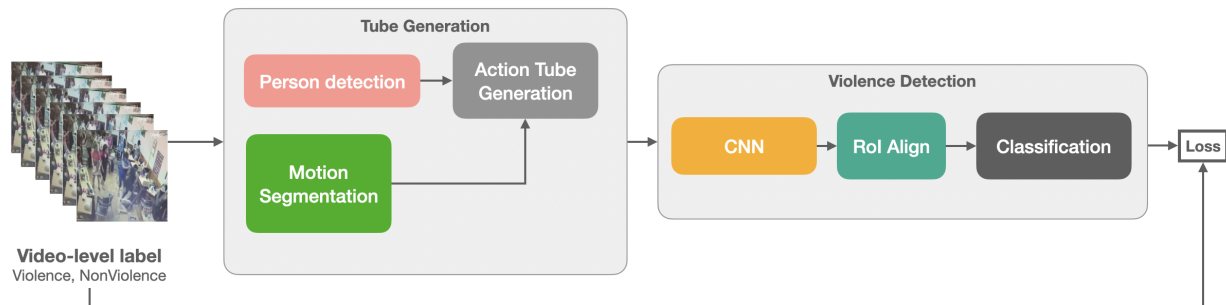 Tube Generation
Person detection
Action Tube
Generation
Motion
Segmentation
Violence Detection
CNN
RoI Align
Classification
Loss
Video-level label
Violence, NonViolence